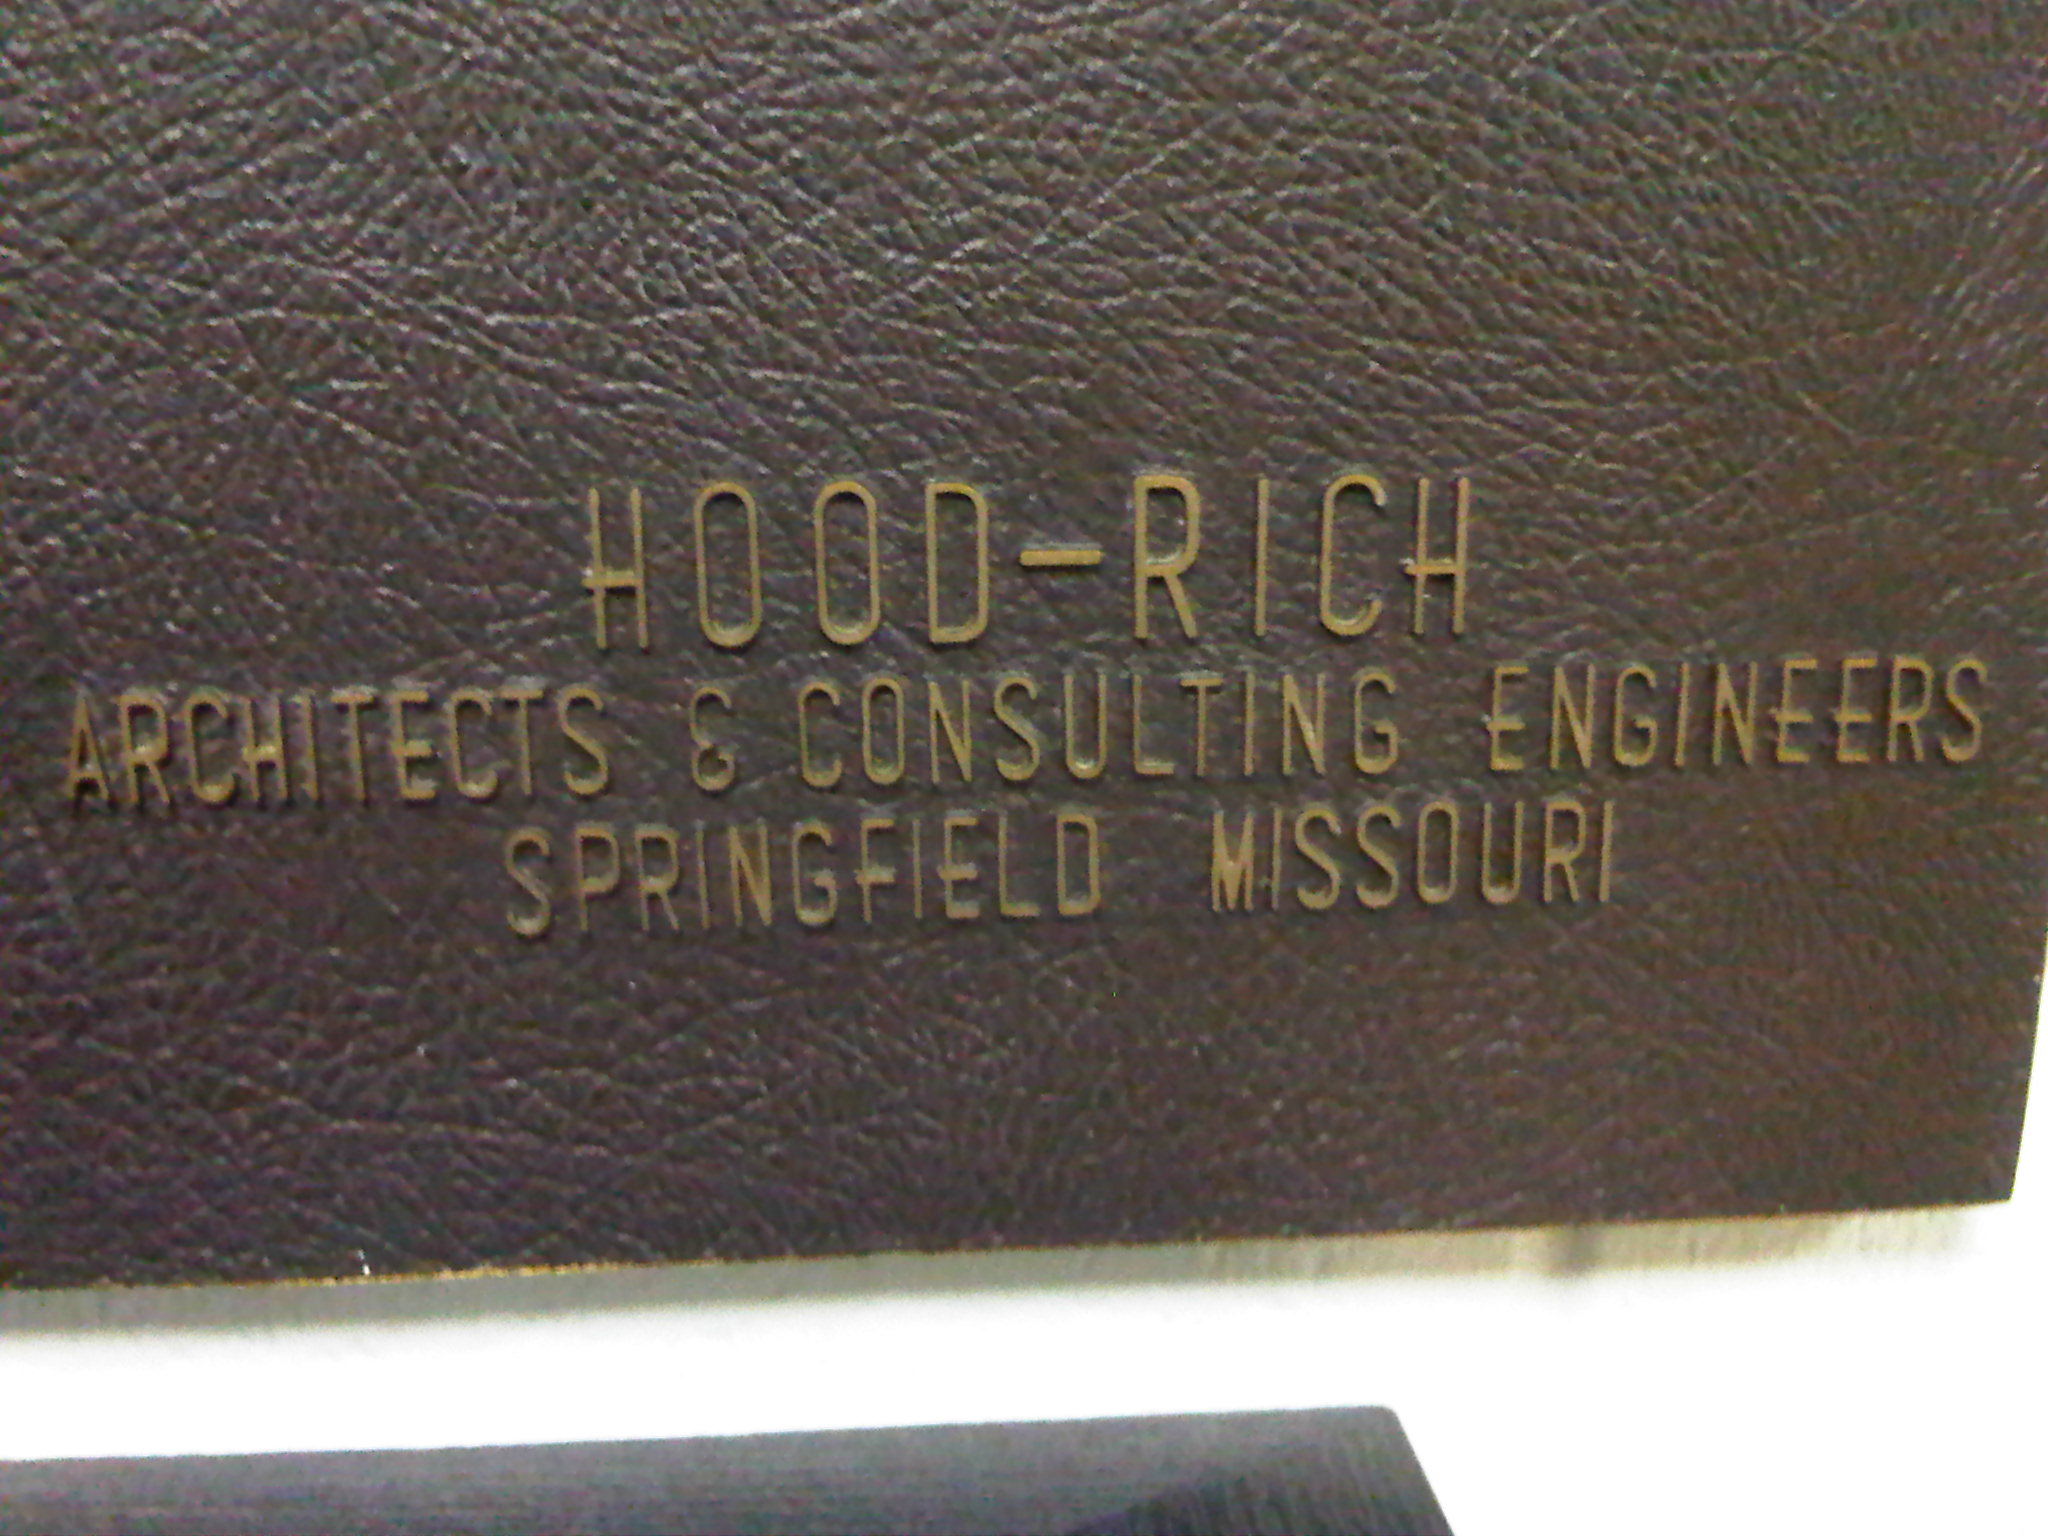 HOOD-RICH
ARCHITECTS & CONSULTING ENGINEERS
SPRINGFIELD MISSOURI